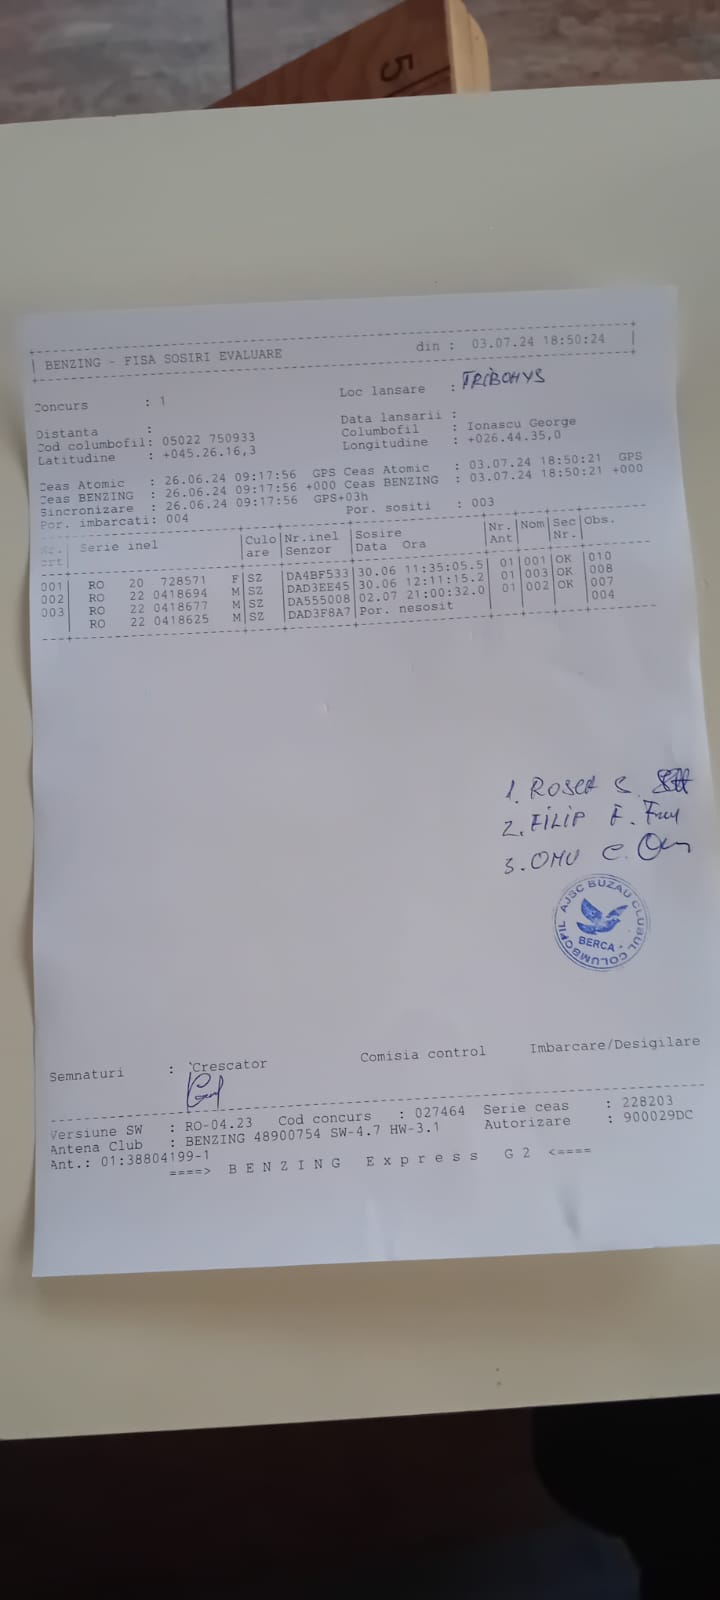 5
BENZING - FISA SOSIRI EVALUARE din : 03.07.24 18:50:24
Concurs : 1 Loc lansare :
Distanta : Data lansarii :
Cod columbofil: 05022 750933 Columbofil : Ionascu George
Latitudine : +045.26.16,3 Longitudine : +026.44.35,0
Ceas Atomic : 26.06.24 09:17:56 GPS Ceas Atomic : 03.07.24 18:50:21 GPS
Ceas BENZING : 26.06.24 09:17:56 +000 Ceas BENZING : 03.07.24 18:50:21 +000
Sincronizare : 26.06.24 09:17:56 GPS+03h
Por. imbarcati: 004 Por. sositi : 003
Nr. Serie inel Culo Nr.inel Sosire Nr. Nom Sec Obs.
crt are Senzor Data Ora Ant Nr.
001 RO 20 728571 F SZ DA4BF533 30.06 11:35:05.5 01 001 OK 010
002 RO 22 0418694 M SZ DAD3EE45 30.06 12:11:15.2 01 003 OK 008
003 RO 22 0418677 M SZ DA555008 02.07 21:00:32.0 01 002 OK 007
RO 22 0418625 M SZ DAD3F8A7 Por. nesosit 004
1. ROSCA S.
2. FILIP F.
3. OMU C.
AJSC BUZAU CLUBUL COLUMBOFIL
BERCA
Semnaturi : Crescator Comisia control Imbarcare/Desigilare
Versiune SW : RO-04.23 Cod concurs : 027464 Serie ceas : 228203
Antena Club : BENZING 48900754 SW-4.7 HW-3.1 Autorizare : 900029DC
Ant.: 01:38804199-1
====> B E N Z I N G E x p r e s s G 2 <====